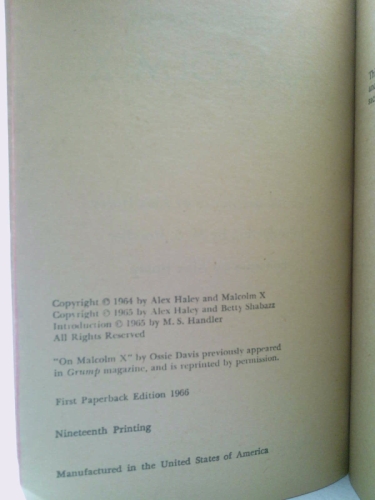 Copyright © 1964 by Alex Haley and Malcolm X
Copyright © 1965 by Alex Haley and Betty Shabazz
Introduction © 1965 by M. S. Handler
All Rights Reserved
"On Malcolm X" by Ossie Davis previously appeared
in Grump magazine, and is reprinted by permission.
First Paperback Edition 1966
Nineteenth Printing
Manufactured in the United States of America